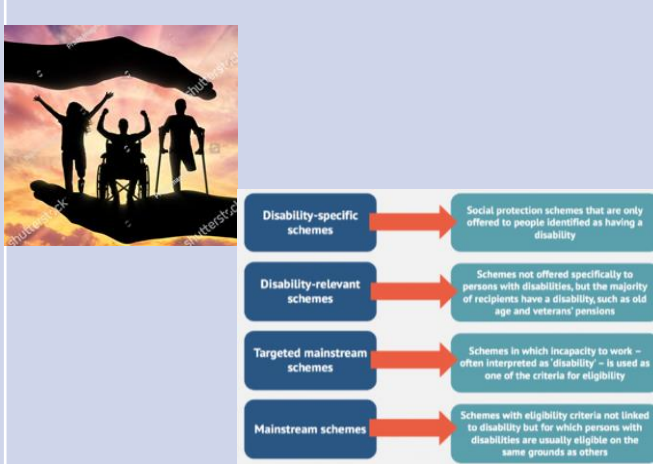 shutterstock
shutterstock
shutterstock
Disability-specific
schemes
Social protection schemes that are only
offered to people identified as having a
disability
Disability-relevant
schemes
Schemes not offered specifically to
persons with disabilities, but the majority
of recipients have a disability, such as old
age and veterans' pensions
Targeted mainstream
schemes
Schemes in which incapacity to work –
often interpreted as 'disability' – is used as
one of the criteria for eligibility
Mainstream schemes
Schemes with eligibility criteria not linked
to disability but for which persons with
disabilities are usually eligible on the
same grounds as others